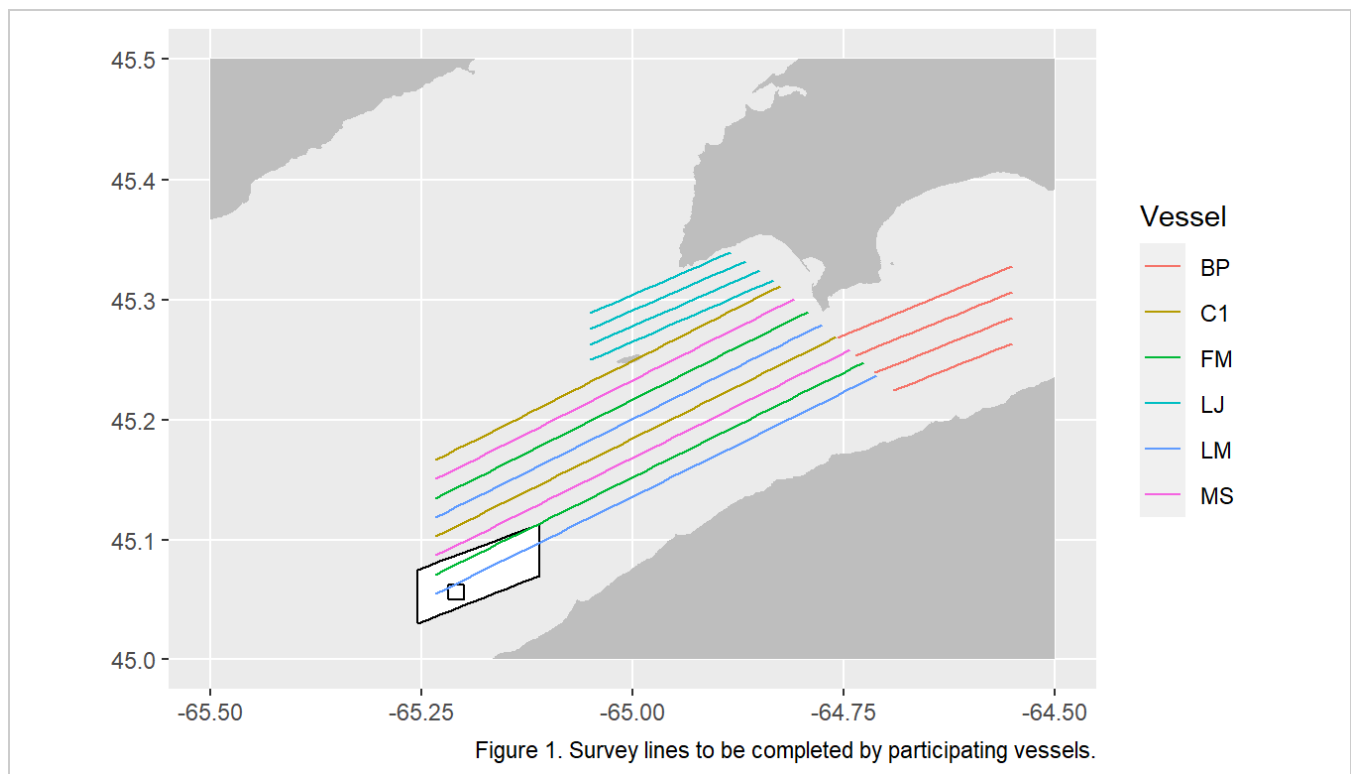 45.5
45.4
45.3
45.2
45.1
45.0
-65.50 -65.25 -65.00 -64.75 -64.50
Vessel
BP
C1
FM
LJ
LM
MS
Figure 1. Survey lines to be completed by participating vessels.